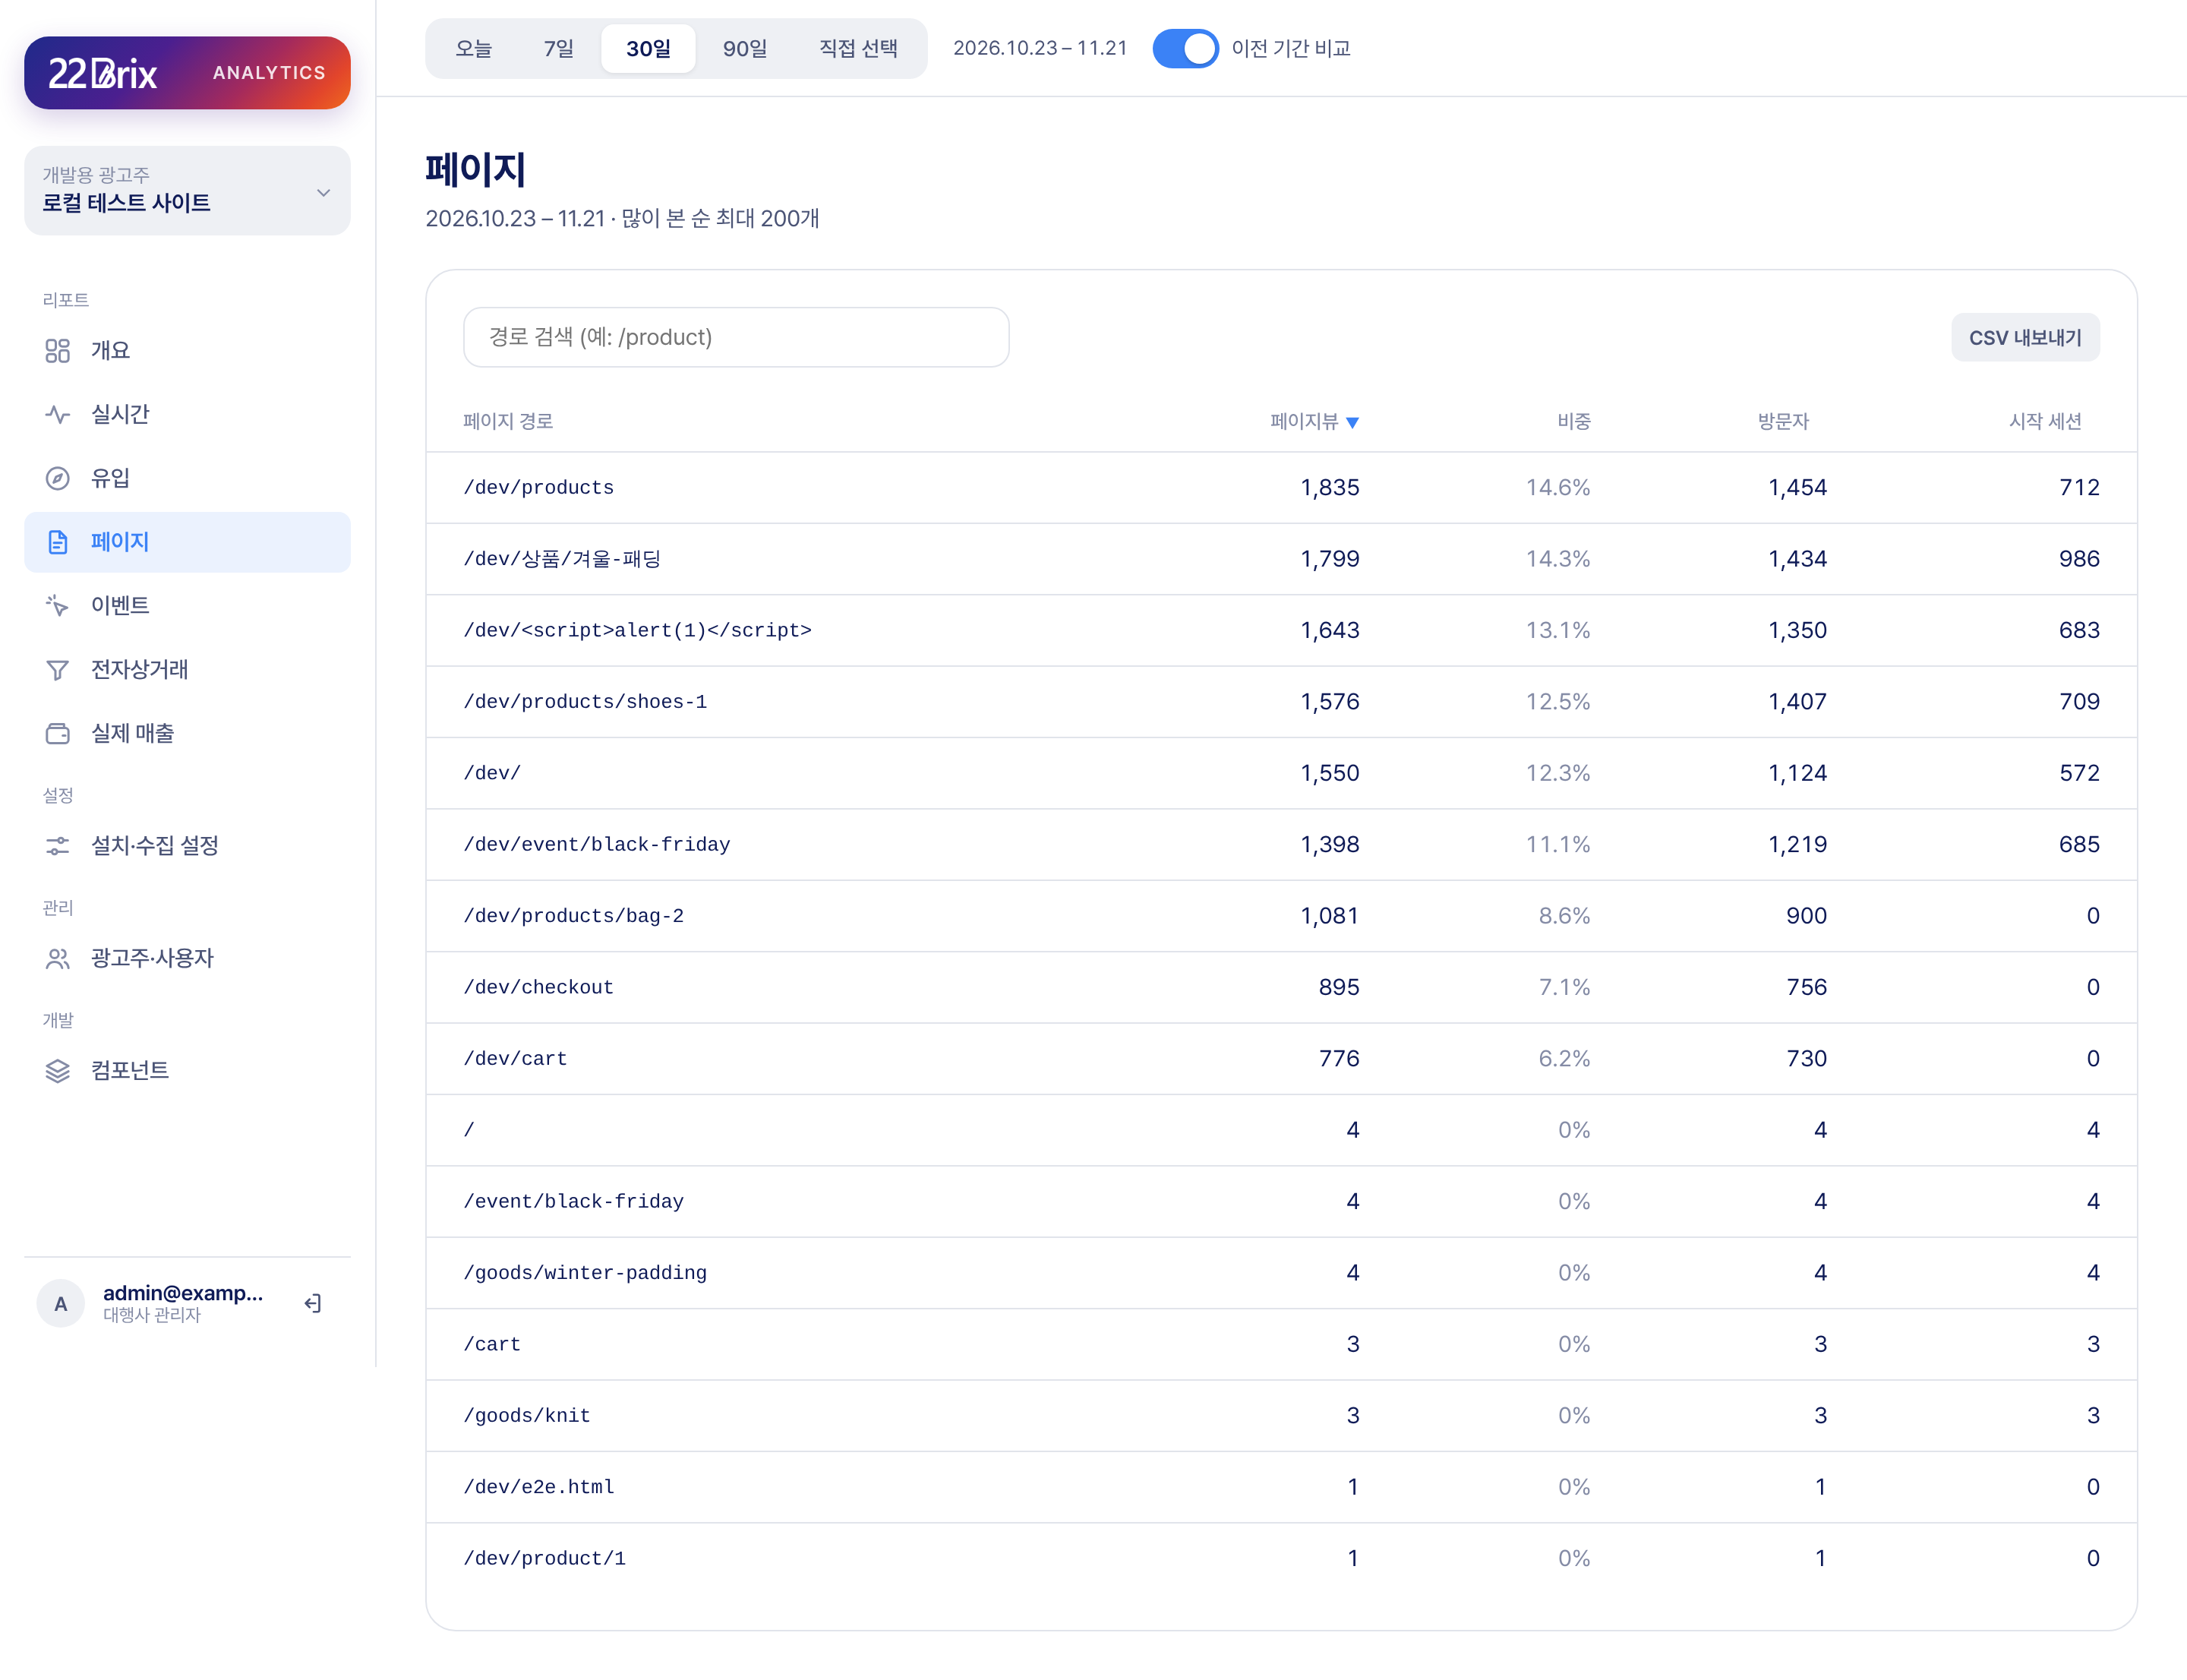 22Brix ANALYTICS
개발용 광고주
로컬 테스트 사이트
리포트
개요
실시간
유입
페이지
이벤트
전자상거래
실제 매출
설정
설치·수집 설정
관리
광고주·사용자
개발
컴포넌트
A
admin@examp...
대행사 관리자
오늘 7일 30일 90일 직접 선택 2026.10.23 – 11.21 이전 기간 비교
페이지
2026.10.23 – 11.21 · 많이 본 순 최대 200개
경로 검색 (예: /product) CSV 내보내기
페이지 경로 페이지뷰 ▼ 비중 방문자 시작 세션
/dev/products 1,835 14.6% 1,454 712
/dev/상품/겨울-패딩 1,799 14.3% 1,434 986
/dev/<script>alert(1)</script> 1,643 13.1% 1,350 683
/dev/products/shoes-1 1,576 12.5% 1,407 709
/dev/ 1,550 12.3% 1,124 572
/dev/event/black-friday 1,398 11.1% 1,219 685
/dev/products/bag-2 1,081 8.6% 900 0
/dev/checkout 895 7.1% 756 0
/dev/cart 776 6.2% 730 0
/ 4 0% 4 4
/event/black-friday 4 0% 4 4
/goods/winter-padding 4 0% 4 4
/cart 3 0% 3 3
/goods/knit 3 0% 3 3
/dev/e2e.html 1 0% 1 0
/dev/product/1 1 0% 1 0